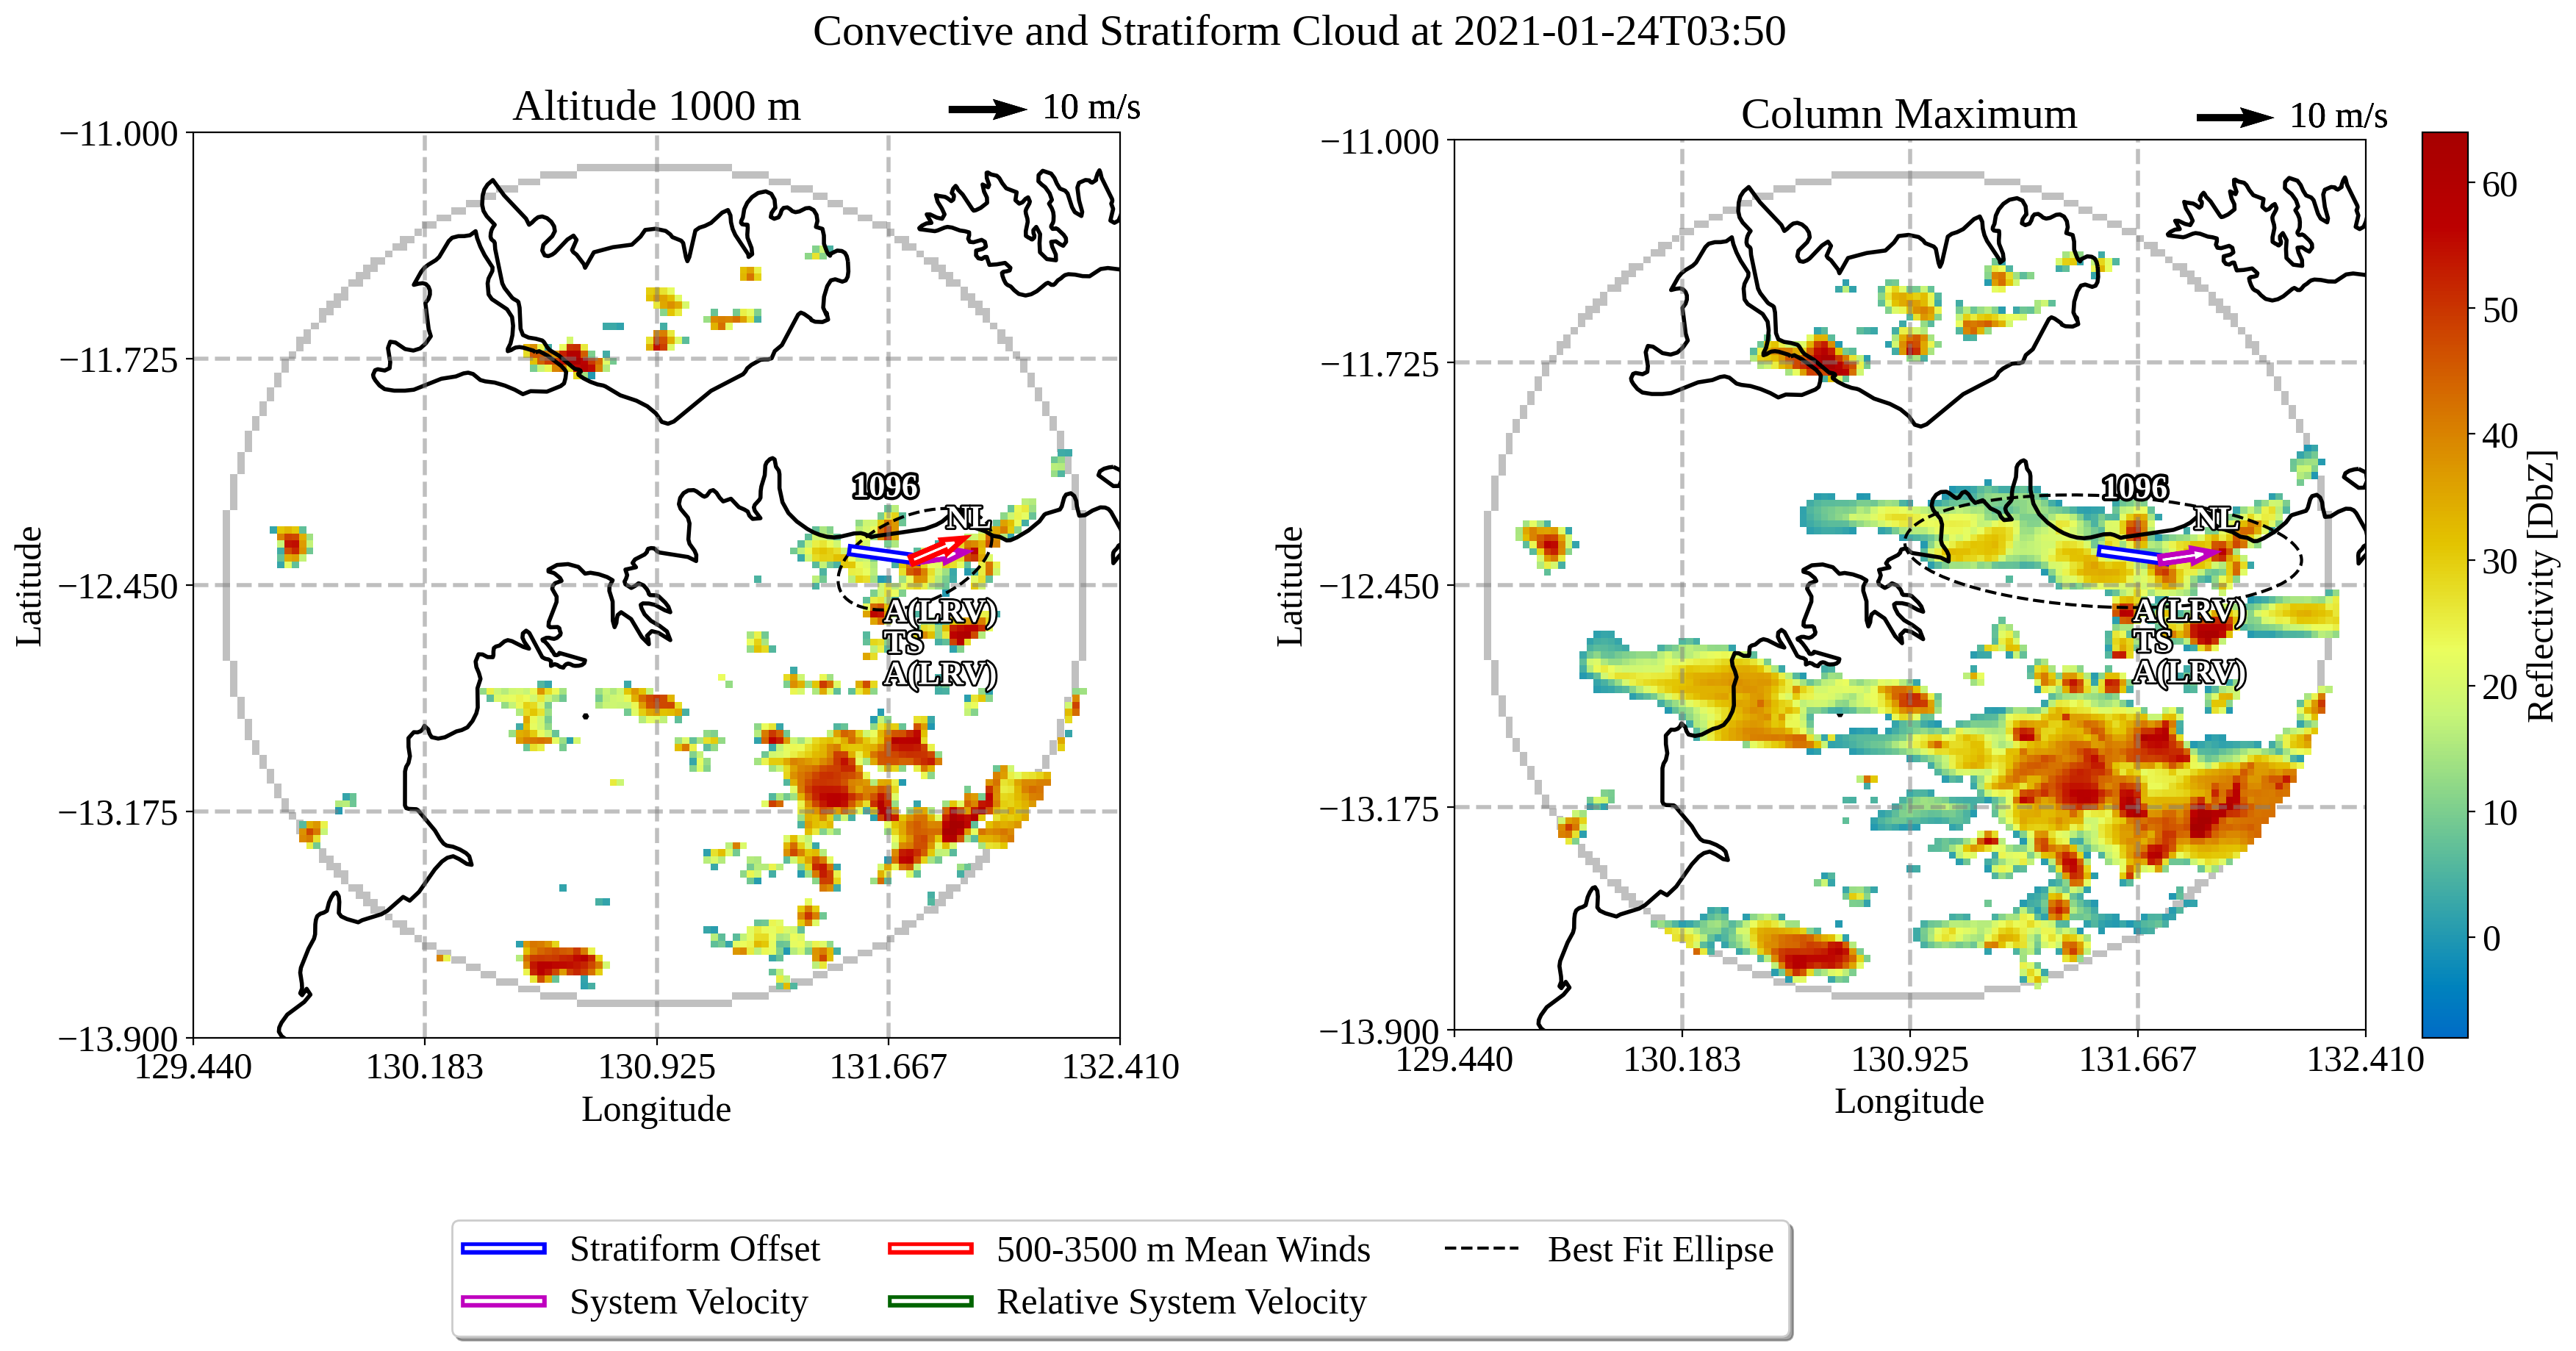 Convective and Stratiform Cloud at 2021-01-24T03:50
Altitude 1000 m
10 m/s
−11.000
−11.725
−12.450
−13.175
−13.900
129.440
130.183
130.925
131.667
132.410
Latitude
Longitude
1096
NL
A(LRV)
TS
A(LRV)
Column Maximum
10 m/s
−11.000
−11.725
−12.450
−13.175
−13.900
129.440
130.183
130.925
131.667
132.410
Latitude
Longitude
1096
NL
A(LRV)
TS
A(LRV)
60
50
40
30
20
10
0
Reflectivity [DbZ]
Stratiform Offset
System Velocity
500-3500 m Mean Winds
Relative System Velocity
Best Fit Ellipse